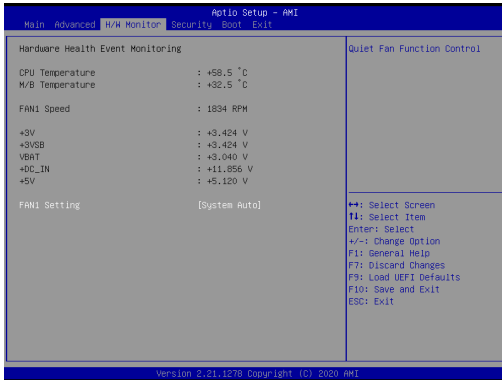 Aptio Setup - AMI
Main Advanced H/W Monitor Security Boot Exit
Hardware Health Event Monitoring
CPU Temperature : +58.5 °C
M/B Temperature : +32.5 °C
FAN1 Speed : 1834 RPM
+3V : +3.424 V
+3VSB : +3.424 V
VBAT : +3.040 V
+DC_IN : +11.856 V
+5V : +5.120 V
FAN1 Setting [System Auto]
Quiet Fan Function Control
↔: Select Screen
↑↓: Select Item
Enter: Select
+/-: Change Option
F1: General Help
F7: Discard Changes
F9: Load UEFI Defaults
F10: Save and Exit
ESC: Exit
Version 2.21.1278 Copyright (C) 2020 AMI